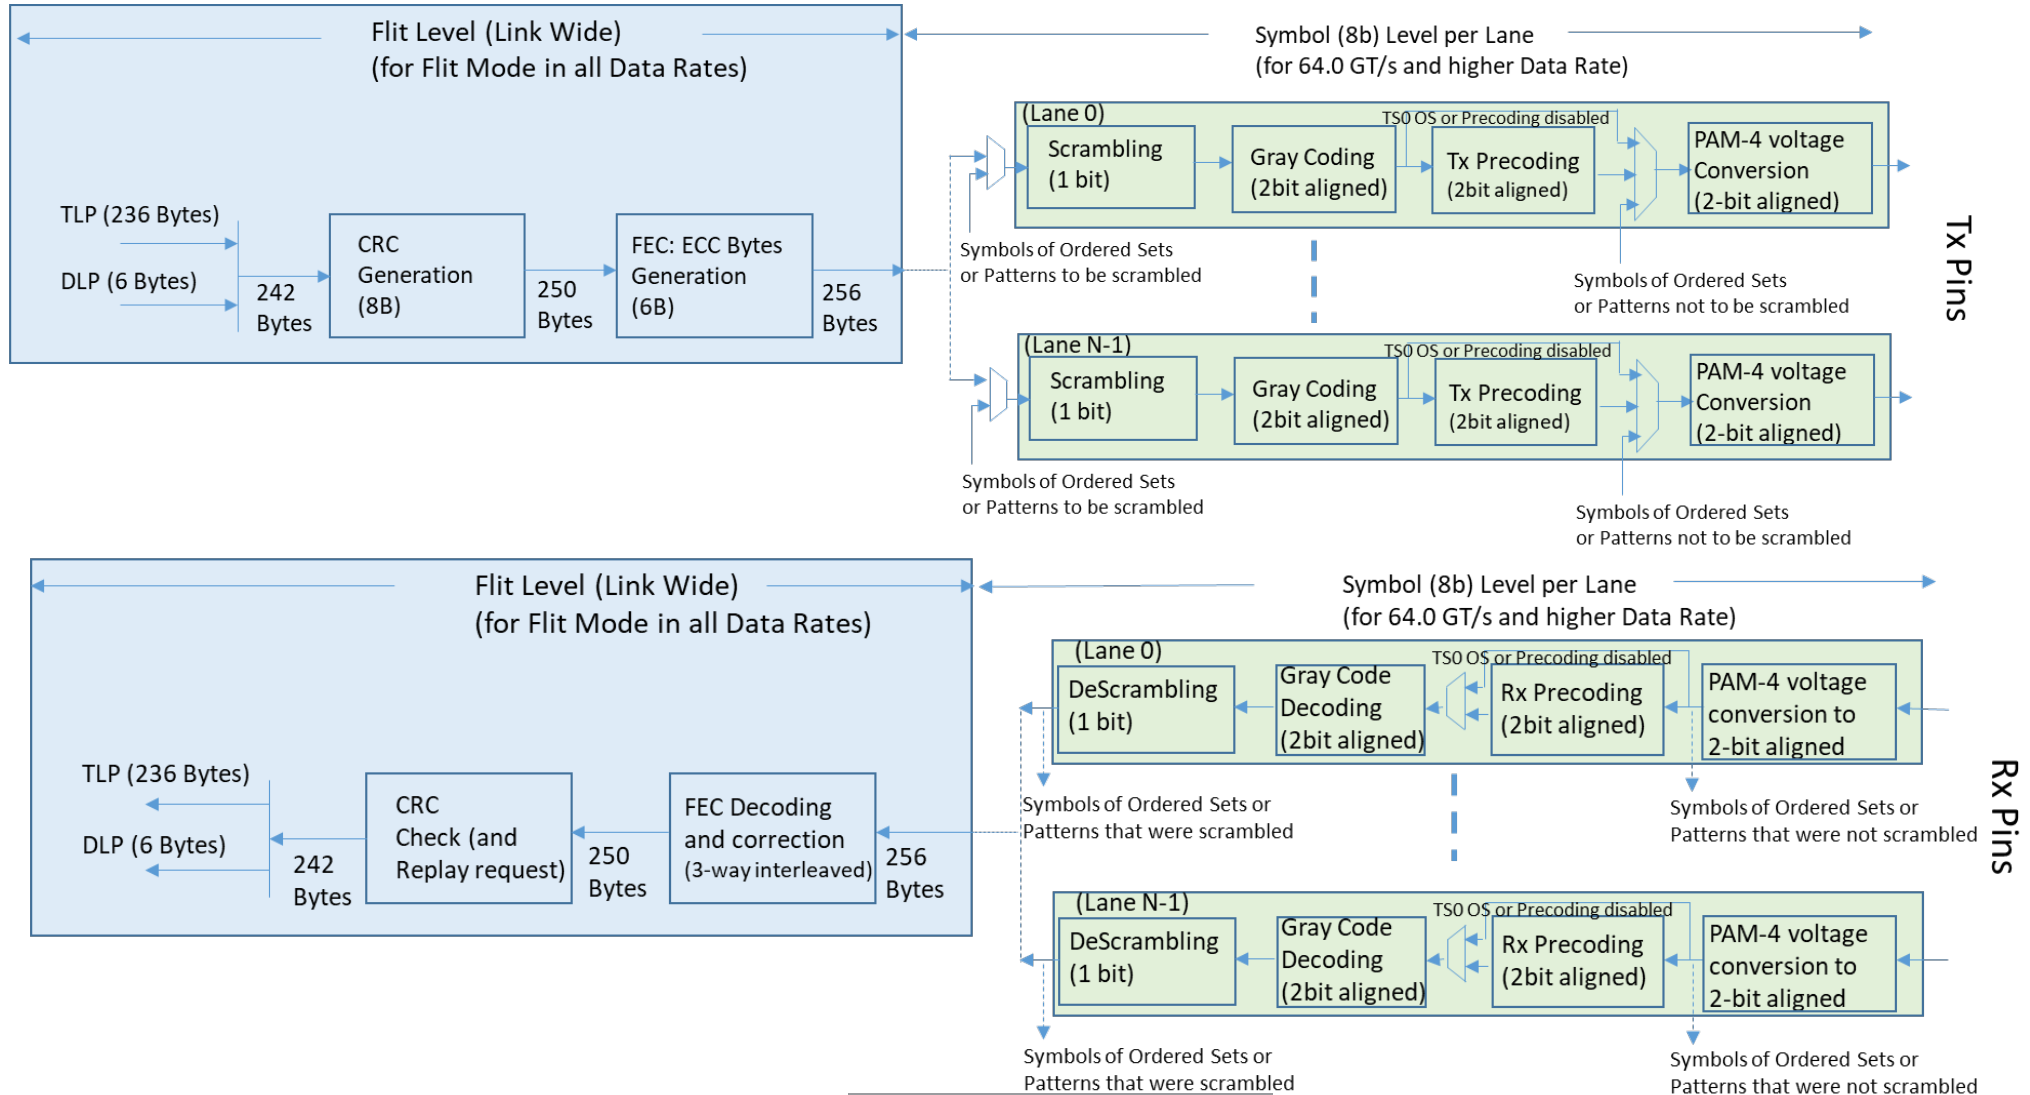 Flit Level (Link Wide)
(for Flit Mode in all Data Rates)
Symbol (8b) Level per Lane
(for 64.0 GT/s and higher Data Rate)
TLP (236 Bytes)
DLP (6 Bytes)
242
Bytes
CRC
Generation
(8B)
250
Bytes
FEC: ECC Bytes
Generation
(6B)
256
Bytes
(Lane 0)
Scrambling
(1 bit)
Gray Coding
(2bit aligned)
TS0 OS or Precoding disabled
Tx Precoding
(2bit aligned)
PAM-4 voltage
Conversion
(2-bit aligned)
Symbols of Ordered Sets
or Patterns to be scrambled
Symbols of Ordered Sets
or Patterns not to be scrambled
Tx Pins
(Lane N-1)
Scrambling
(1 bit)
Gray Coding
(2bit aligned)
TS0 OS or Precoding disabled
Tx Precoding
(2bit aligned)
PAM-4 voltage
Conversion
(2-bit aligned)
Symbols of Ordered Sets
or Patterns to be scrambled
Symbols of Ordered Sets
or Patterns not to be scrambled
Flit Level (Link Wide)
(for Flit Mode in all Data Rates)
Symbol (8b) Level per Lane
(for 64.0 GT/s and higher Data Rate)
TLP (236 Bytes)
DLP (6 Bytes)
242
Bytes
CRC
Check (and
Replay request)
250
Bytes
FEC Decoding
and correction
(3-way interleaved)
256
Bytes
(Lane 0)
DeScrambling
(1 bit)
Gray Code
Decoding
(2bit aligned)
TS0 OS or Precoding disabled
Rx Precoding
(2bit aligned)
PAM-4 voltage
conversion to
2-bit aligned
Symbols of Ordered Sets or
Patterns that were scrambled
Symbols of Ordered Sets or
Patterns that were not scrambled
Rx Pins
(Lane N-1)
DeScrambling
(1 bit)
Gray Code
Decoding
(2bit aligned)
TS0 OS or Precoding disabled
Rx Precoding
(2bit aligned)
PAM-4 voltage
conversion to
2-bit aligned
Symbols of Ordered Sets or
Patterns that were scrambled
Symbols of Ordered Sets or
Patterns that were not scrambled